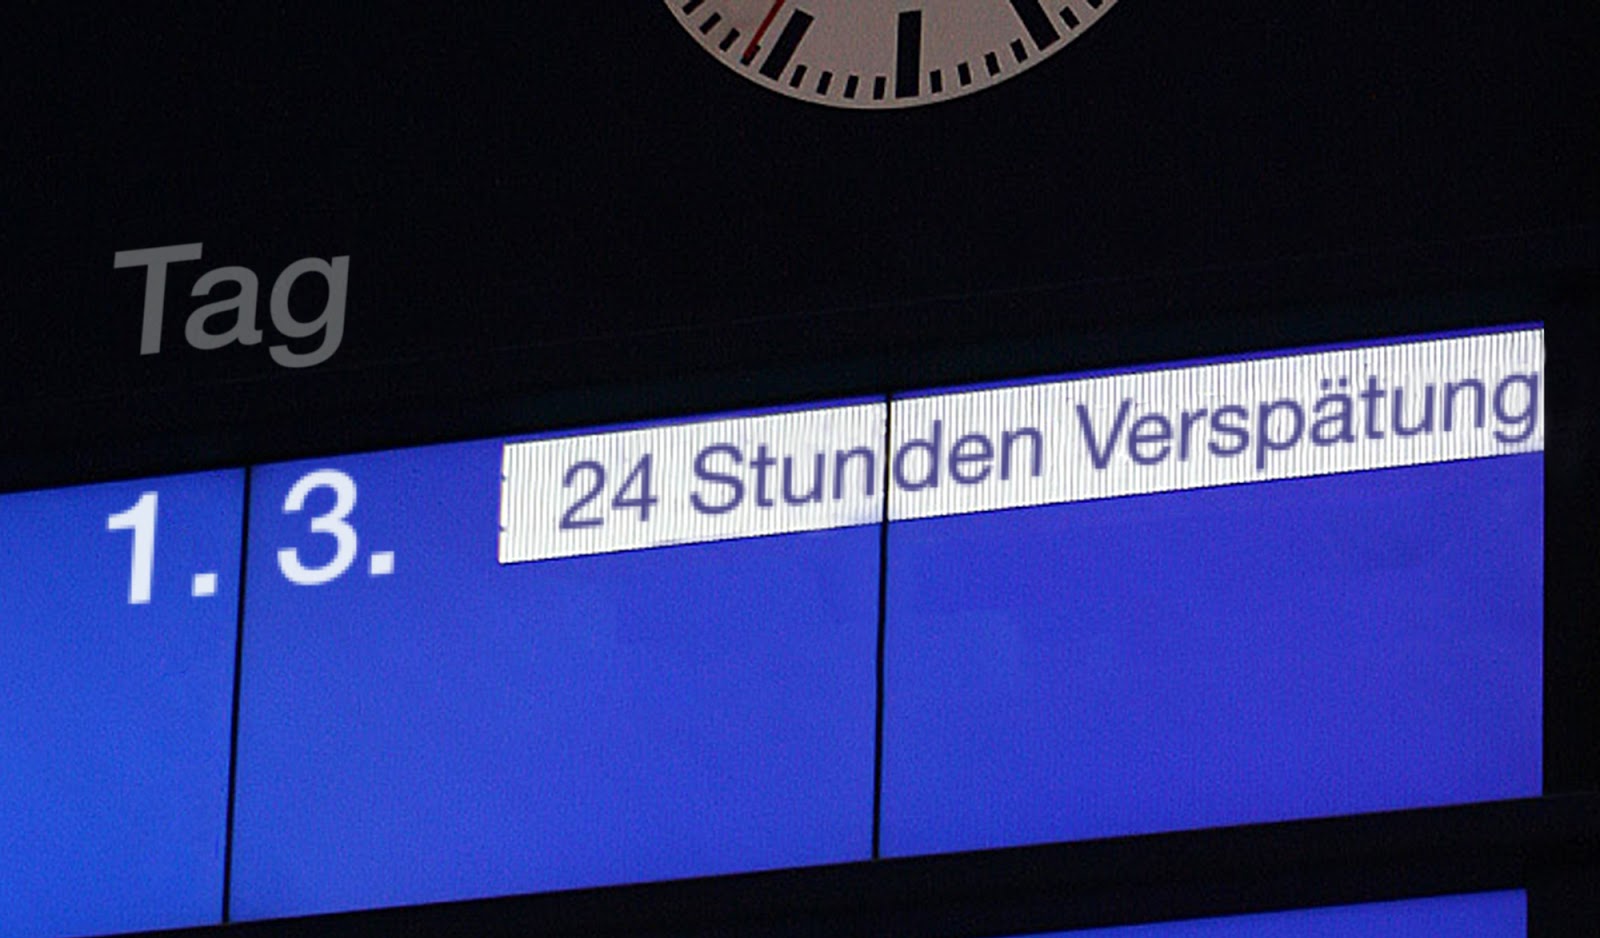 Tag
1. 3. 24 Stunden Verspätung